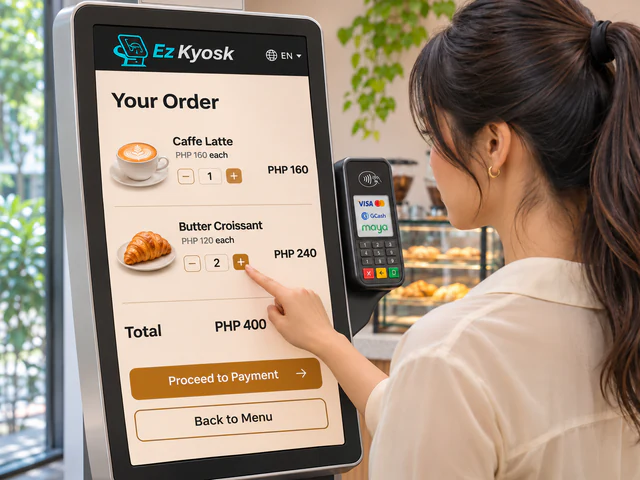 Ez Kyosk
EN
Your Order
Caffe Latte
PHP 160 each
− 1 +
PHP 160
Butter Croissant
PHP 120 each
− 2 +
PHP 240
Total
PHP 400
Proceed to Payment →
Back to Menu
VISA
GCash
maya